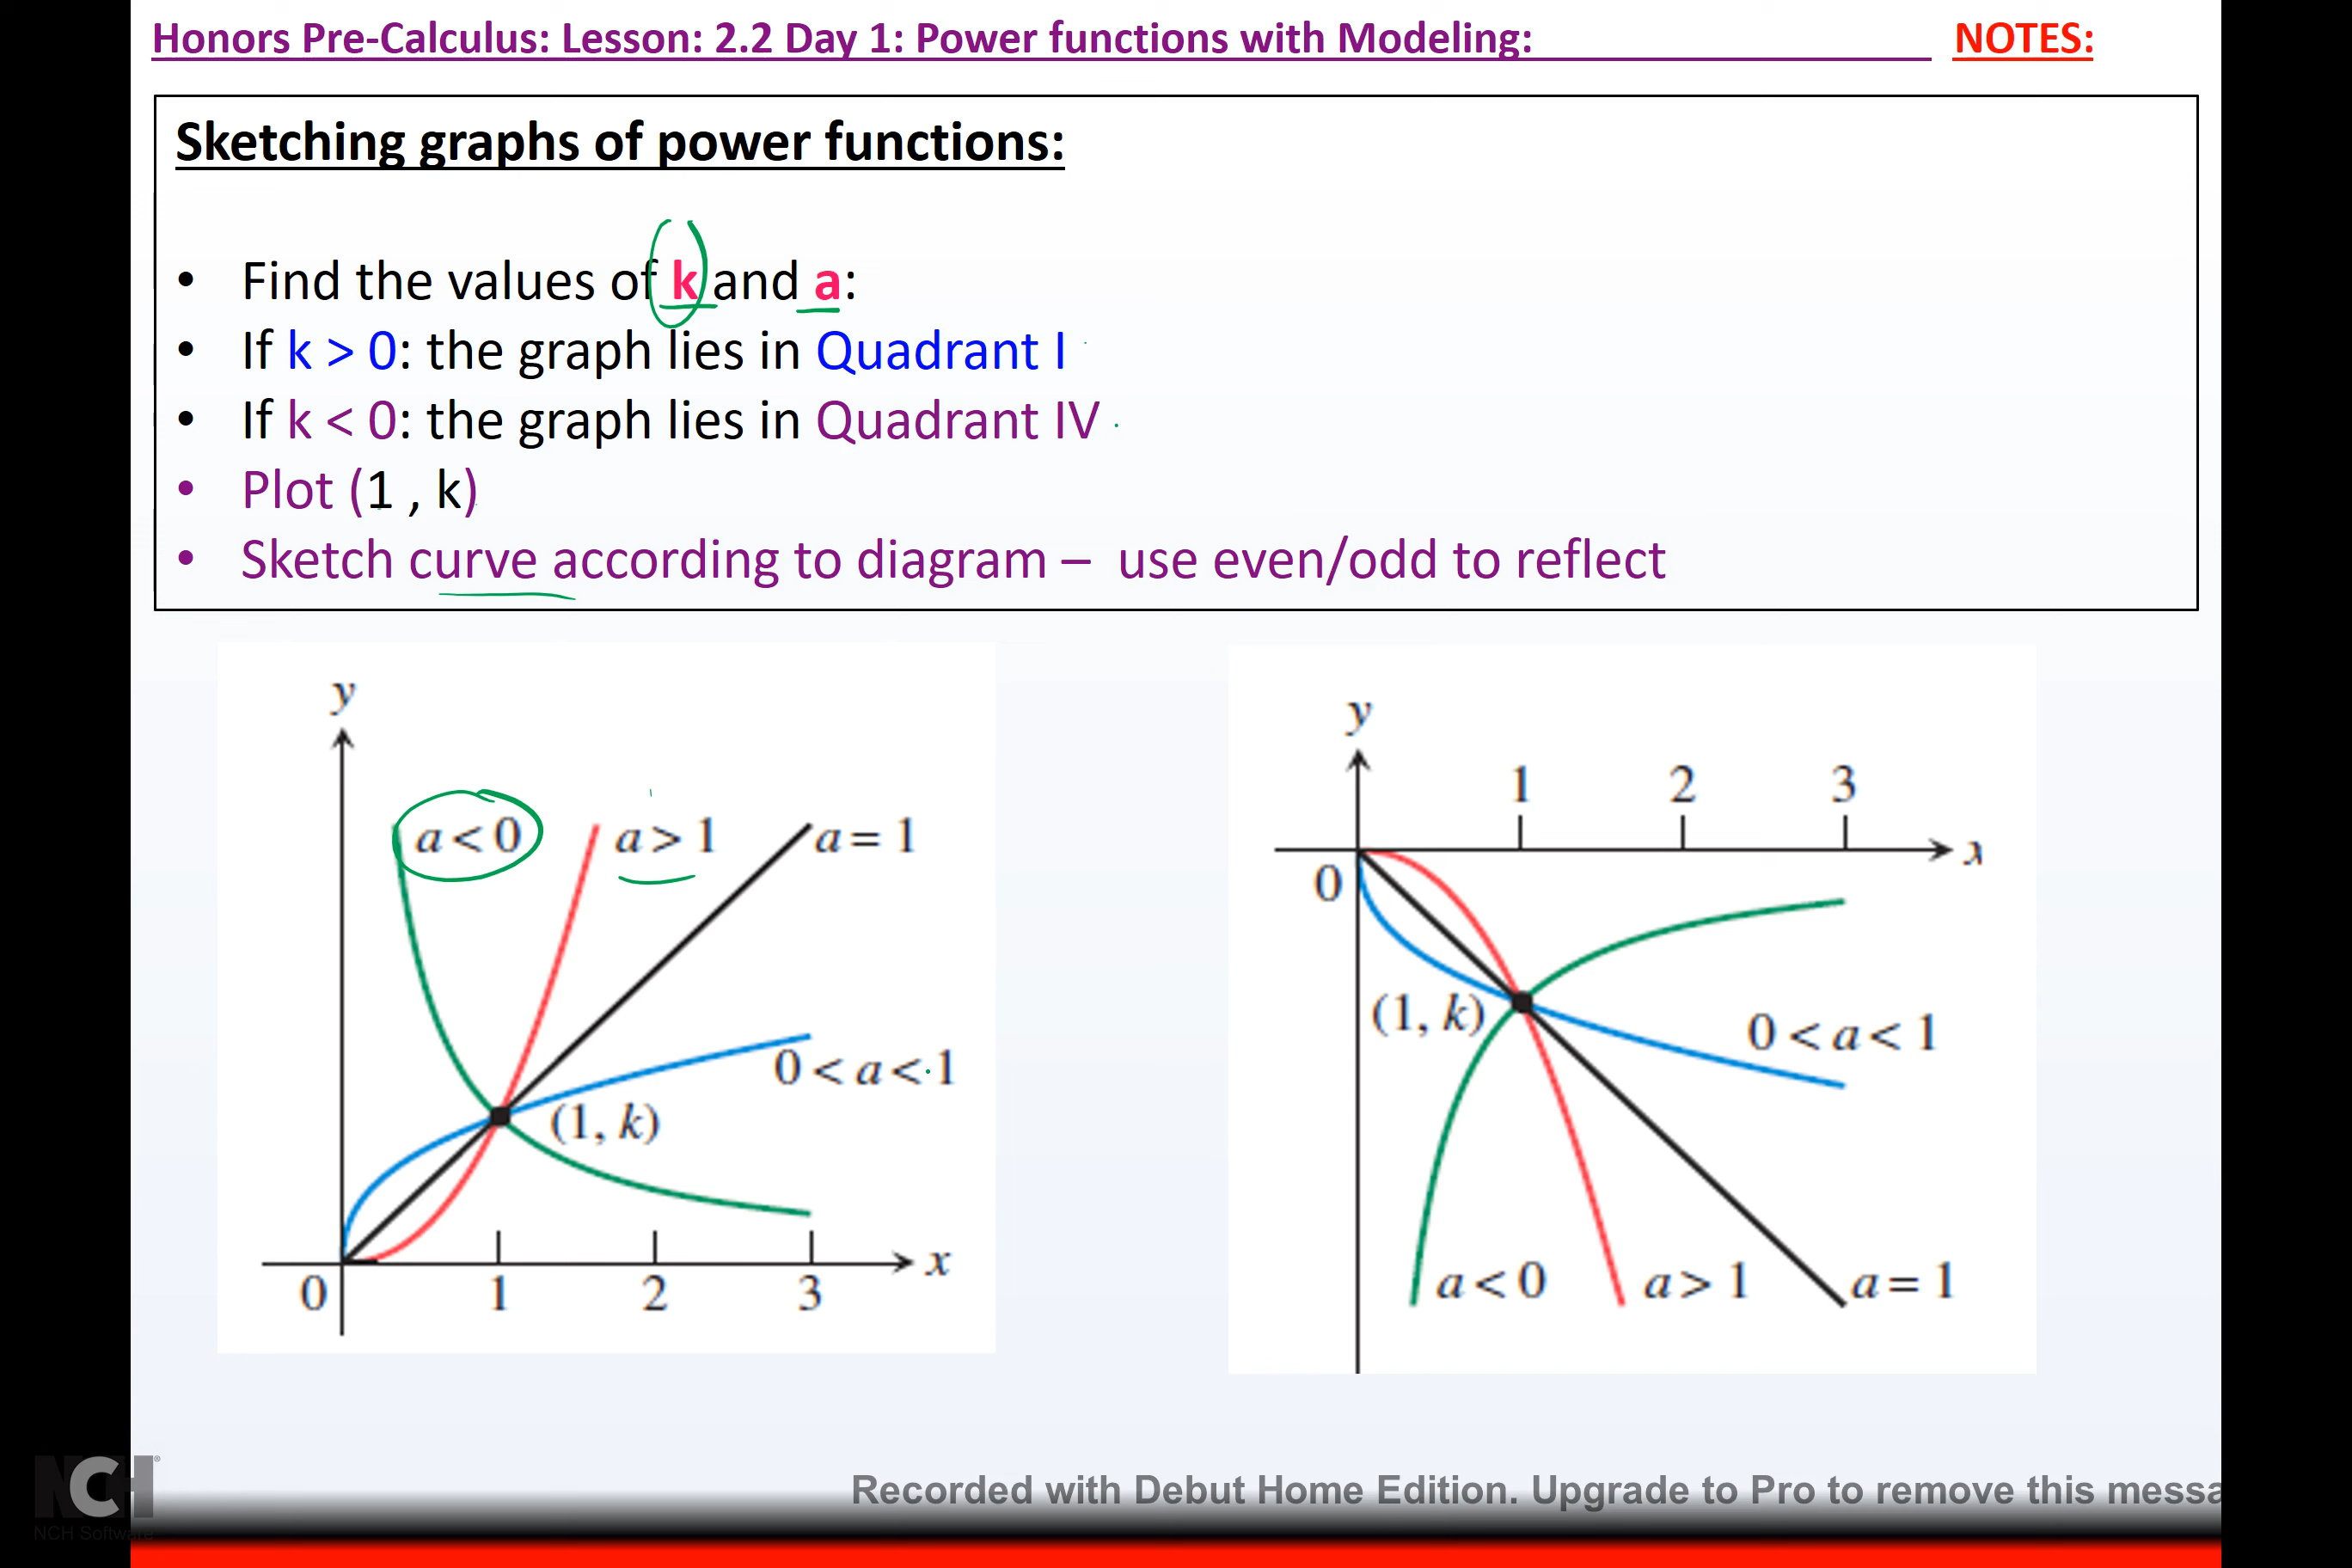 Honors Pre-Calculus: Lesson: 2.2 Day 1: Power functions with Modeling: NOTES:
Sketching graphs of power functions:
• Find the values of k and a:
• If k > 0: the graph lies in Quadrant I
• If k < 0: the graph lies in Quadrant IV
• Plot (1 , k)
• Sketch curve according to diagram – use even/odd to reflect
y
a < 0
a > 1
a = 1
0 < a < 1
(1, k)
x
0 1 2 3
y
1 2 3
x
0
(1, k)
0 < a < 1
a < 0
a > 1
a = 1
NCH
NCH Software
Recorded with Debut Home Edition. Upgrade to Pro to remove this messa